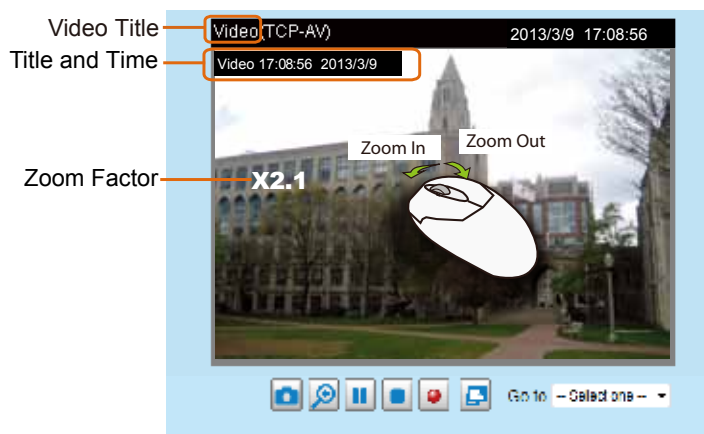 Video Title
Video(TCP-AV) 2013/3/9 17:08:56
Title and Time
Video 17:08:56 2013/3/9
Zoom In
Zoom Out
Zoom Factor
X2.1
Go to -- Select one --